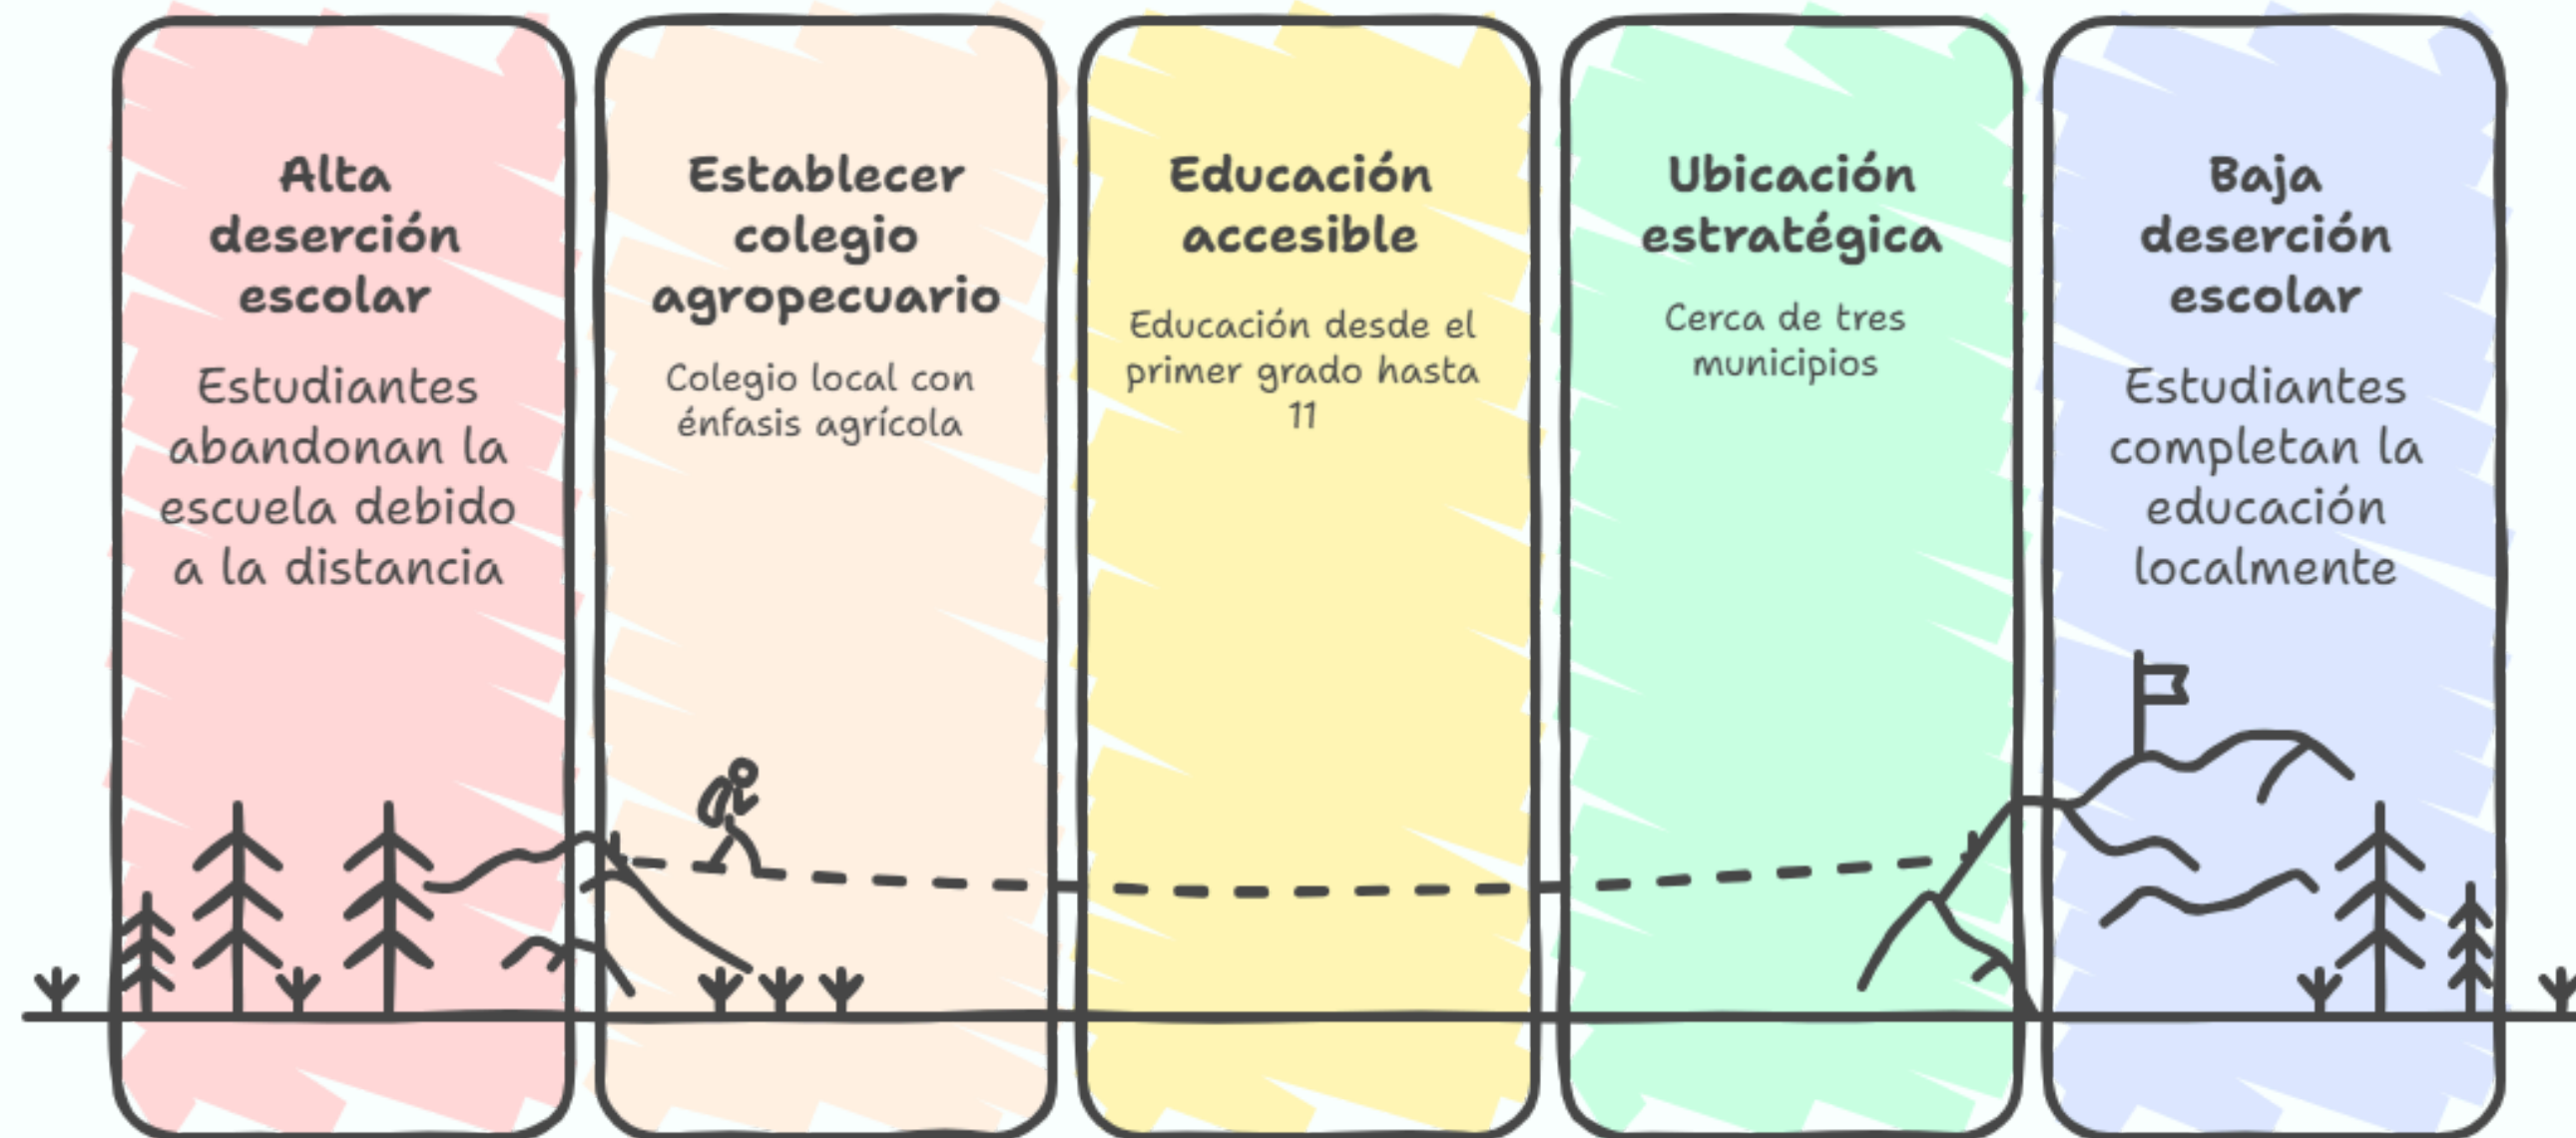 Alta
deserción
escolar
Estudiantes
abandonan la
escuela debido
a la distancia
Establecer
colegio
agropecuario
Colegio local con
énfasis agrícola
Educación
accesible
Educación desde el
primer grado hasta
11
Ubicación
estratégica
Cerca de tres
municipios
Baja
deserción
escolar
Estudiantes
completan la
educación
localmente